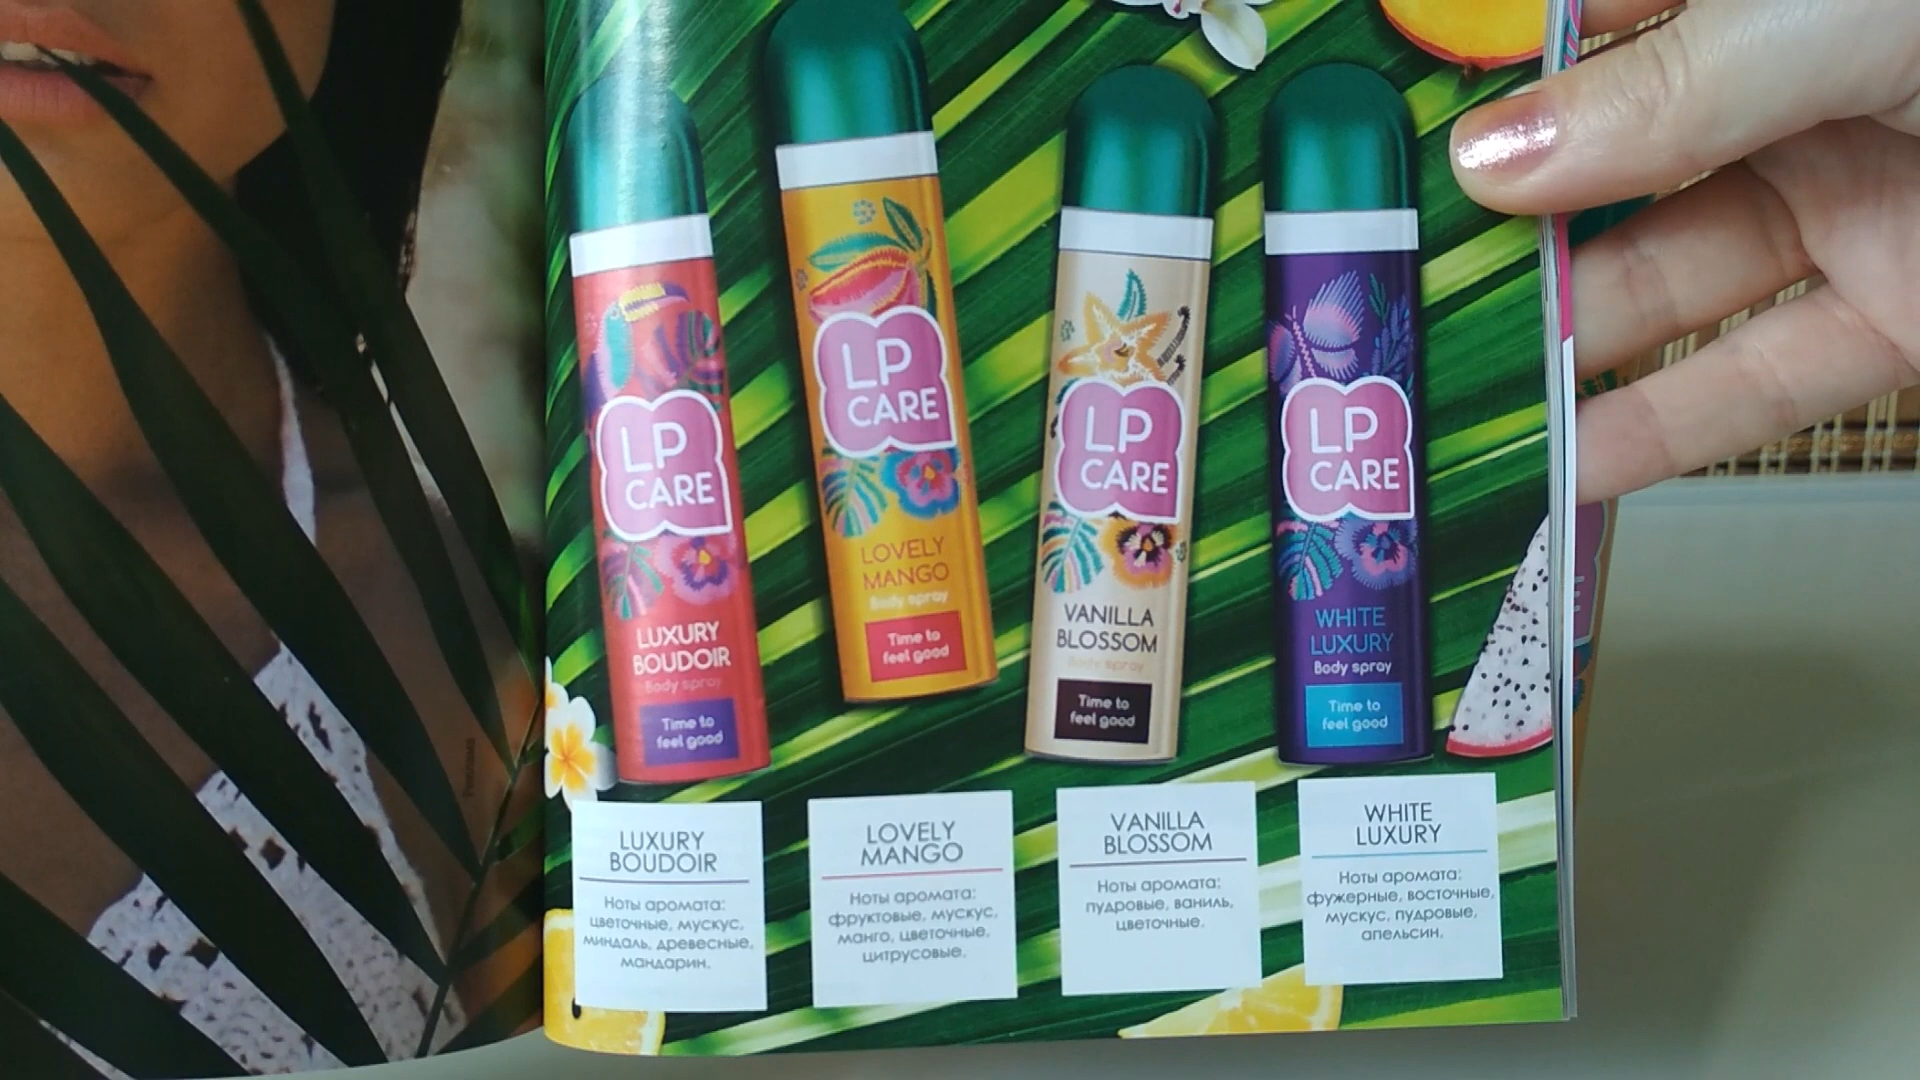 LP
CARE
LUXURY
BOUDOIR
Body spray
Time to
feel good
LP
CARE
LOVELY
MANGO
Body spray
Time to
feel good
LP
CARE
VANILLA
BLOSSOM
Body spray
Time to
feel good
LP
CARE
WHITE
LUXURY
Body spray
Time to
feel good
LUXURY
BOUDOIR
Ноты аромата:
цветочные, мускус,
миндаль, древесные,
мандарин.
LOVELY
MANGO
Ноты аромата:
фруктовые, мускус,
манго, цветочные,
цитрусовые.
VANILLA
BLOSSOM
Ноты аромата:
пудровые, ваниль,
цветочные.
WHITE
LUXURY
Ноты аромата:
фужерные, восточные,
мускус, пудровые,
апельсин.
Реклама